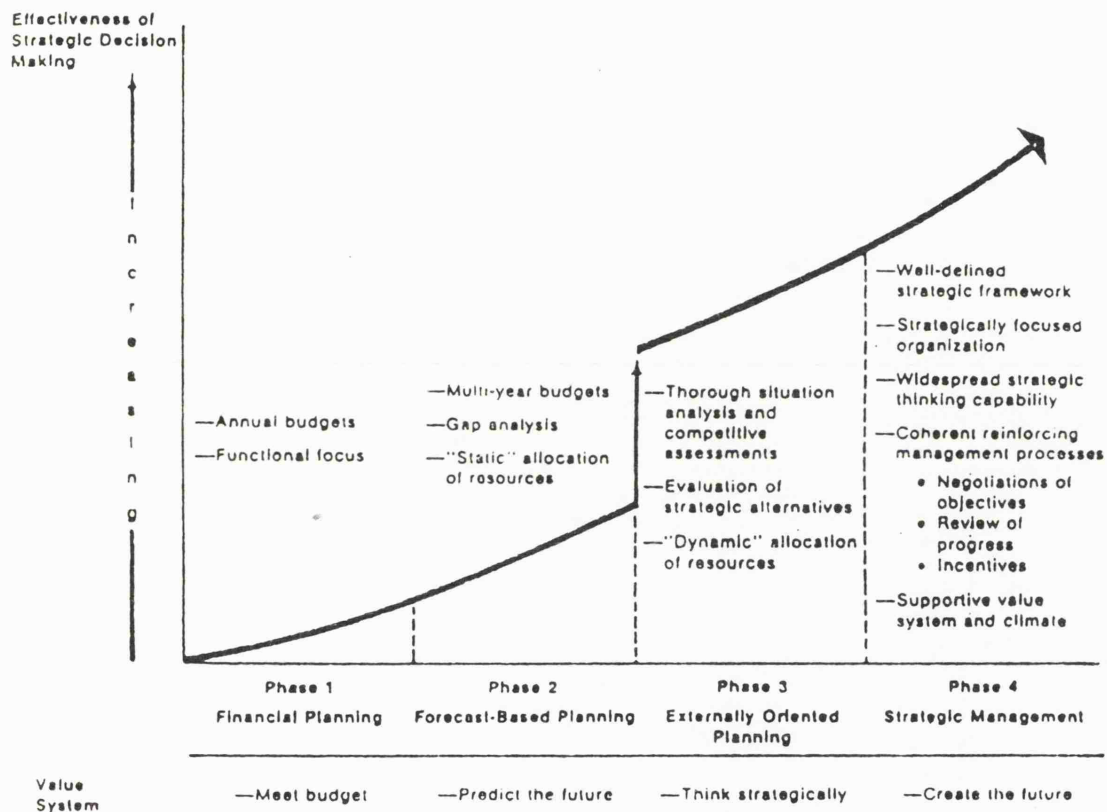 Effectiveness of
Strategic Decision
Making
Increasing
—Annual budgets
—Functional focus
—Multi-year budgets
—Gap analysis
—"Static" allocation
of resources
—Thorough situation
analysis and
competitive
assessments
—Evaluation of
strategic alternatives
—"Dynamic" allocation
of resources
—Well-defined
strategic framework
—Strategically focused
organization
—Widespread strategic
thinking capability
—Coherent reinforcing
management processes
• Negotiations of
objectives
• Review of
progress
• Incentives
—Supportive value
system and climate
Phase 1
Financial Planning
Phase 2
Forecast-Based Planning
Phase 3
Externally Oriented
Planning
Phase 4
Strategic Management
Value
System
—Meet budget
—Predict the future
—Think strategically
—Create the future